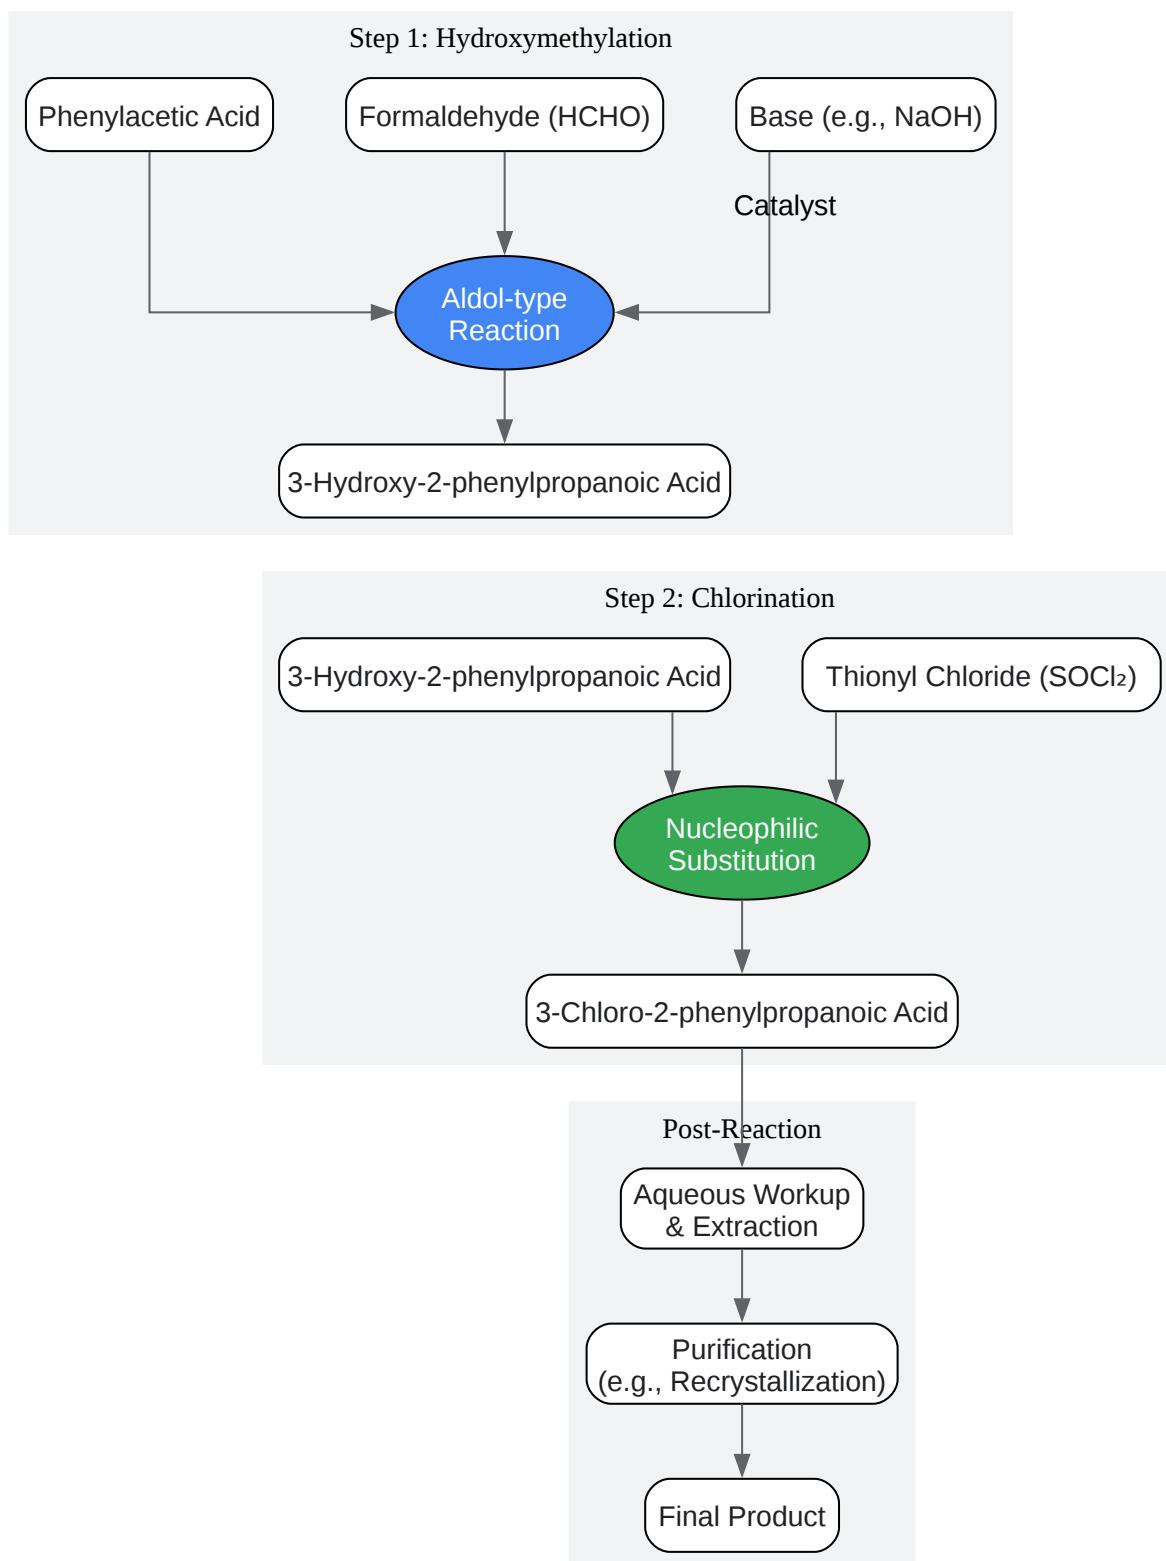 Step 1: Hydroxymethylation
Phenylacetic Acid
Formaldehyde (HCHO)
Base (e.g., NaOH)
Catalyst
Aldol-type
Reaction
3-Hydroxy-2-phenylpropanoic Acid
Step 2: Chlorination
3-Hydroxy-2-phenylpropanoic Acid
Thionyl Chloride (SOCl₂)
Nucleophilic
Substitution
3-Chloro-2-phenylpropanoic Acid
Post-Reaction
Aqueous Workup
& Extraction
Purification
(e.g., Recrystallization)
Final Product